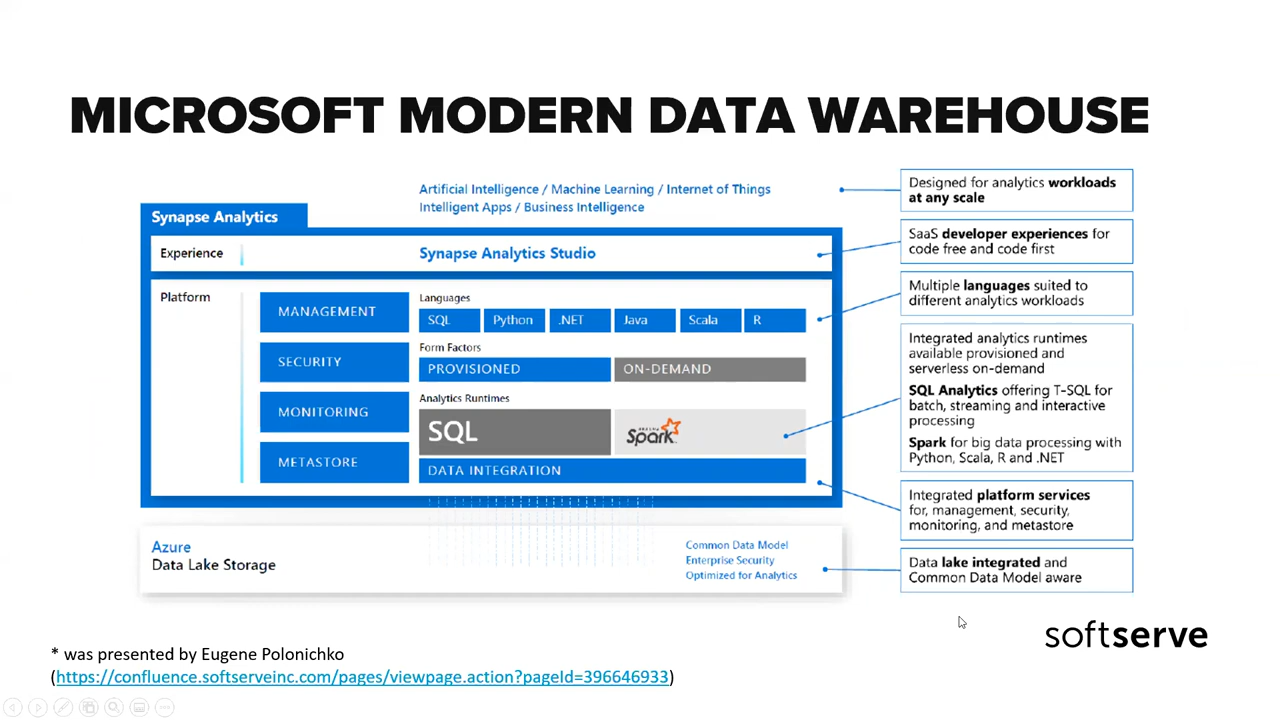 MICROSOFT MODERN DATA WAREHOUSE
Artificial Intelligence / Machine Learning / Internet of Things
Intelligent Apps / Business Intelligence
Synapse Analytics
Experience
Synapse Analytics Studio
Platform
MANAGEMENT
SECURITY
MONITORING
METASTORE
Languages
SQL
Python
.NET
Java
Scala
R
Form Factors
PROVISIONED
ON-DEMAND
Analytics Runtimes
SQL
APACHE
Spark
DATA INTEGRATION
Azure
Data Lake Storage
Common Data Model
Enterprise Security
Optimized for Analytics
Designed for analytics workloads
at any scale
SaaS developer experiences for
code free and code first
Multiple languages suited to
different analytics workloads
Integrated analytics runtimes
available provisioned and
serverless on-demand
SQL Analytics offering T-SQL for
batch, streaming and interactive
processing
Spark for big data processing with
Python, Scala, R and .NET
Integrated platform services
for, management, security,
monitoring, and metastore
Data lake integrated and
Common Data Model aware
softserve
* was presented by Eugene Polonichko
(https://confluence.softserveinc.com/pages/viewpage.action?pageId=396646933)